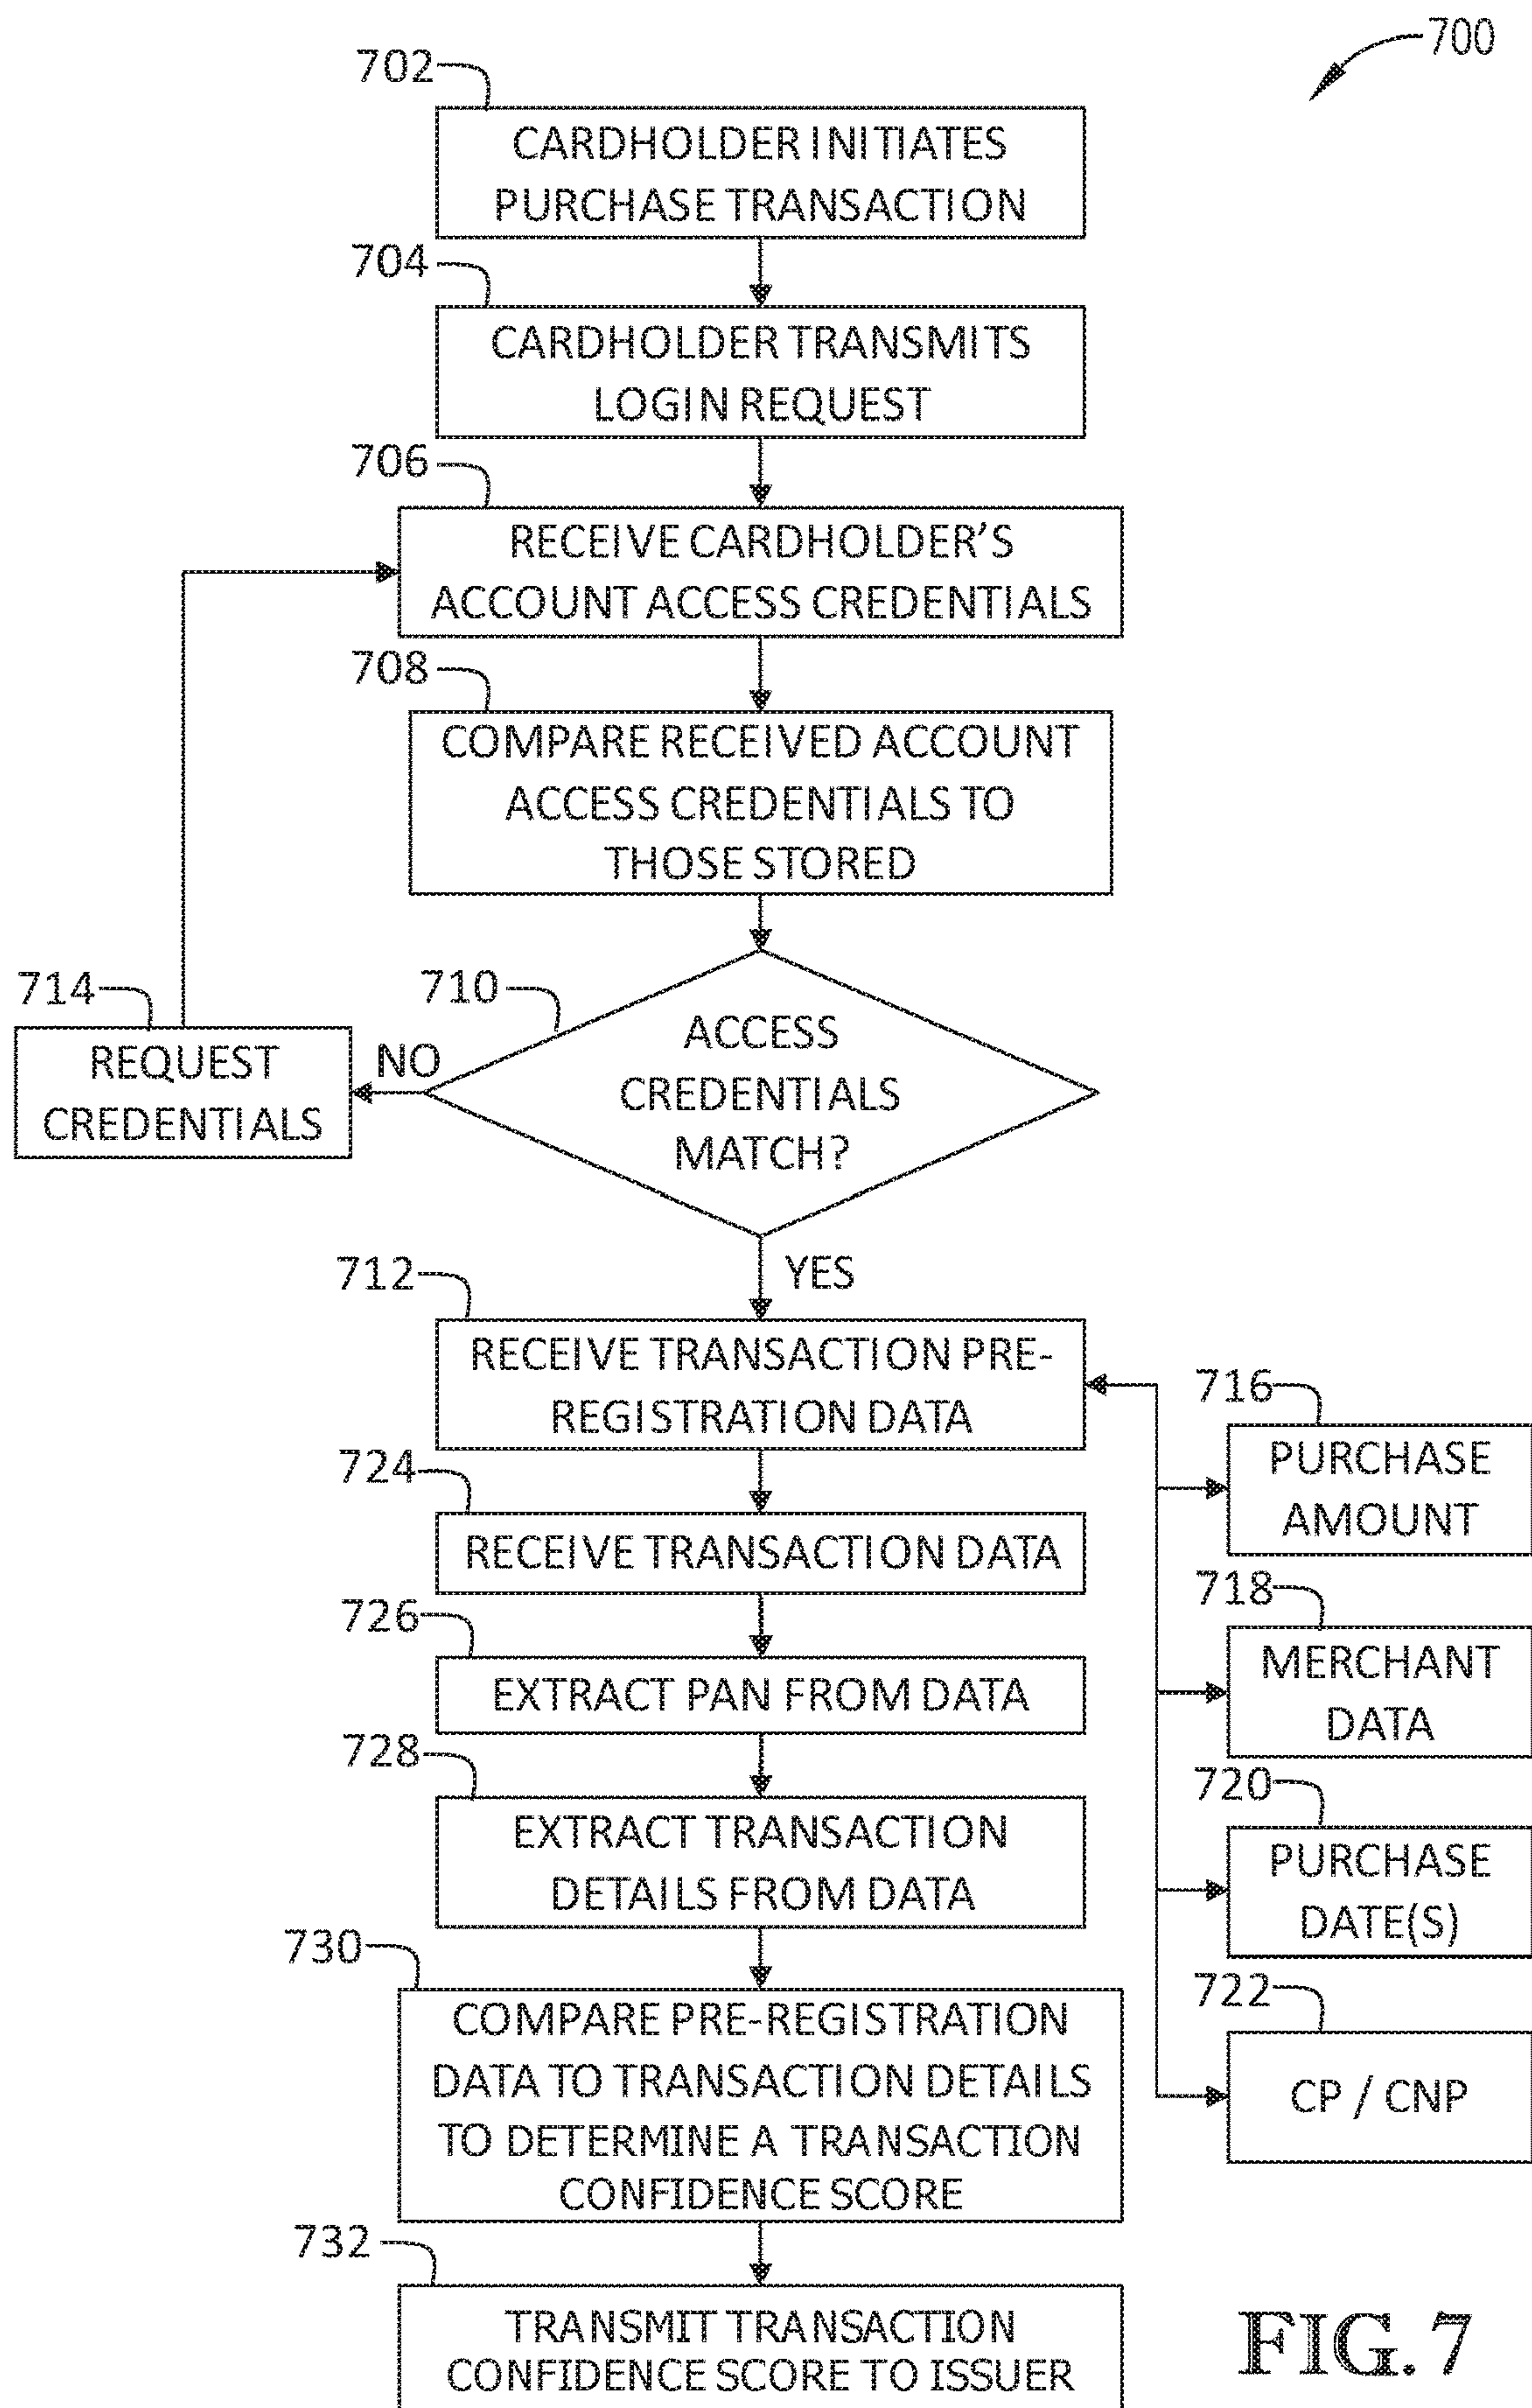 700
702
CARDHOLDER INITIATES
PURCHASE TRANSACTION
704
CARDHOLDER TRANSMITS
LOGIN REQUEST
706
RECEIVE CARDHOLDER’S
ACCOUNT ACCESS CREDENTIALS
708
COMPARE RECEIVED ACCOUNT
ACCESS CREDENTIALS TO
THOSE STORED
710
ACCESS
CREDENTIALS
MATCH?
NO
714
REQUEST
CREDENTIALS
YES
712
RECEIVE TRANSACTION PRE-
REGISTRATION DATA
716
PURCHASE
AMOUNT
718
MERCHANT
DATA
720
PURCHASE
DATE(S)
722
CP / CNP
724
RECEIVE TRANSACTION DATA
726
EXTRACT PAN FROM DATA
728
EXTRACT TRANSACTION
DETAILS FROM DATA
730
COMPARE PRE-REGISTRATION
DATA TO TRANSACTION DETAILS
TO DETERMINE A TRANSACTION
CONFIDENCE SCORE
732
TRANSMIT TRANSACTION
CONFIDENCE SCORE TO ISSUER
FIG. 7